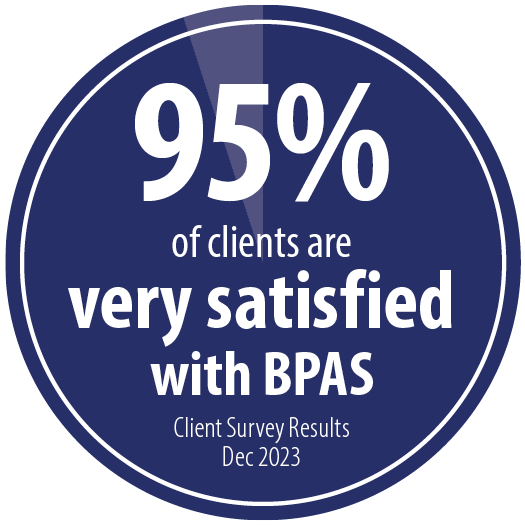 95%
of clients are
very satisfied
with BPAS
Client Survey Results
Dec 2023